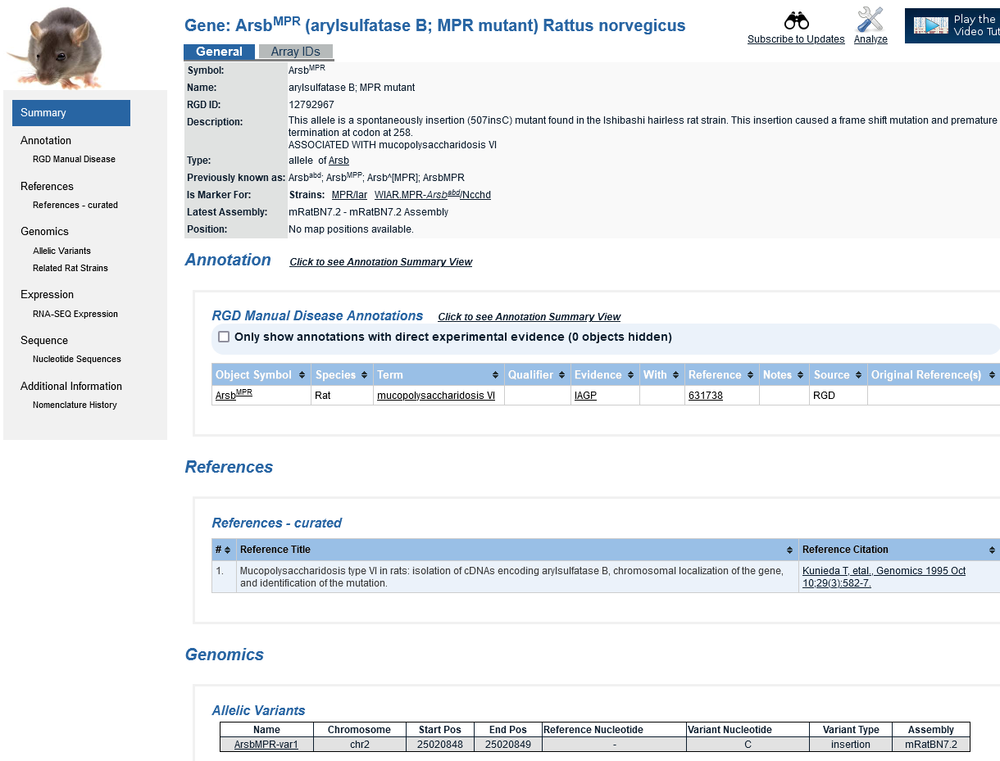 Gene: Arsb^MPR (arylsulfatase B; MPR mutant) Rattus norvegicus
Subscribe to Updates
Analyze
Play the
Video Tut
General
Array IDs
Summary
Annotation
RGD Manual Disease
References
References - curated
Genomics
Allelic Variants
Related Rat Strains
Expression
RNA-SEQ Expression
Sequence
Nucleotide Sequences
Additional Information
Nomenclature History
Symbol: Arsb^MPR
Name: arylsulfatase B; MPR mutant
RGD ID: 12792967
Description: This allele is a spontaneously insertion (507insC) mutant found in the Ishibashi hairless rat strain. This insertion caused a frame shift mutation and premature
termination at codon at 258.
ASSOCIATED WITH mucopolysaccharidosis VI
Type: allele of Arsb
Previously known as: Arsb^abd; Arsb^MPP; Arsb^[MPR]; ArsbMPR
Is Marker For: Strains: MPR/Iar WIAR.MPR-Arsb^abd/Ncchd
Latest Assembly: mRatBN7.2 - mRatBN7.2 Assembly
Position: No map positions available.
Annotation Click to see Annotation Summary View
RGD Manual Disease Annotations Click to see Annotation Summary View
Only show annotations with direct experimental evidence (0 objects hidden)
Object Symbol Species Term Qualifier Evidence With Reference Notes Source Original Reference(s)
Arsb^MPR Rat mucopolysaccharidosis VI IAGP 631738 RGD
References
References - curated
# Reference Title Reference Citation
1. Mucopolysaccharidosis type VI in rats: isolation of cDNAs encoding arylsulfatase B, chromosomal localization of the gene, Kunieda T, etal., Genomics 1995 Oct
and identification of the mutation. 10;29(3):582-7.
Genomics
Allelic Variants
Name Chromosome Start Pos End Pos Reference Nucleotide Variant Nucleotide Variant Type Assembly
ArsbMPR-var1 chr2 25020848 25020849 - C insertion mRatBN7.2